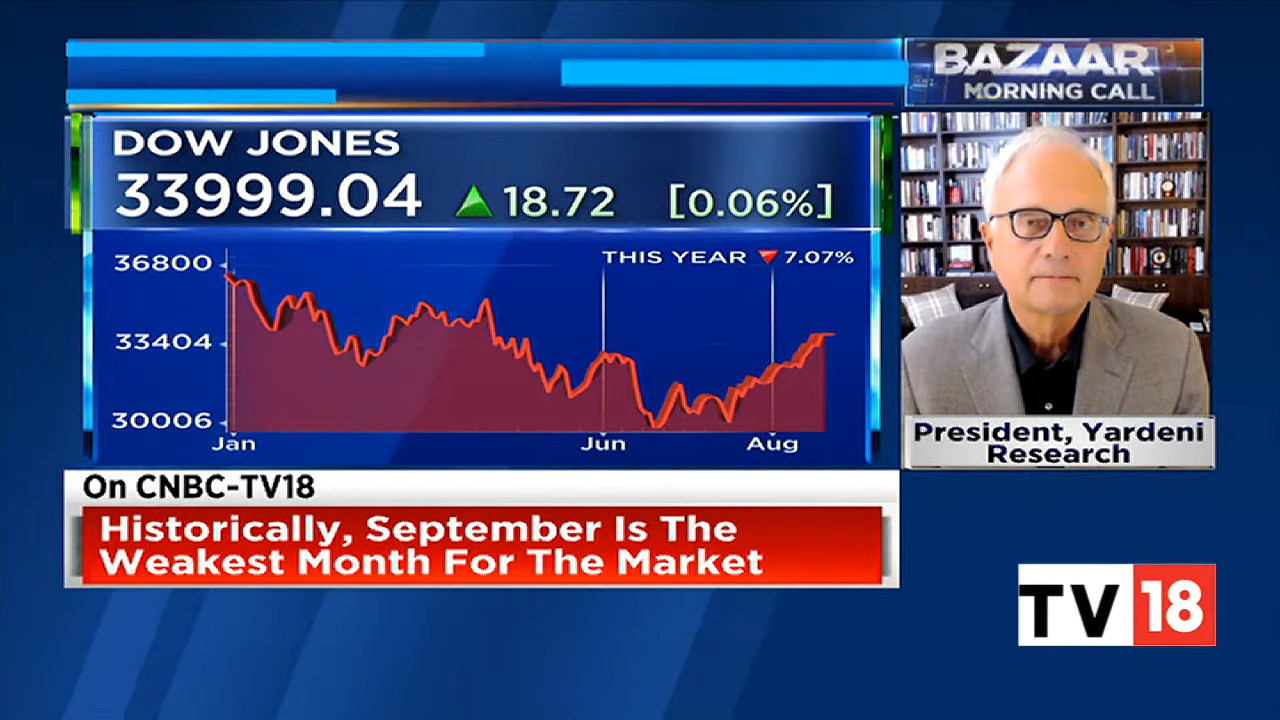 BAZAAR
MORNING CALL
DOW JONES
33999.04 ▲ 18.72 [0.06%]
THIS YEAR ▼ 7.07%
36800
33404
30006
Jan Jun Aug
President, Yardeni
Research
On CNBC-TV18
Historically, September Is The
Weakest Month For The Market
TV18